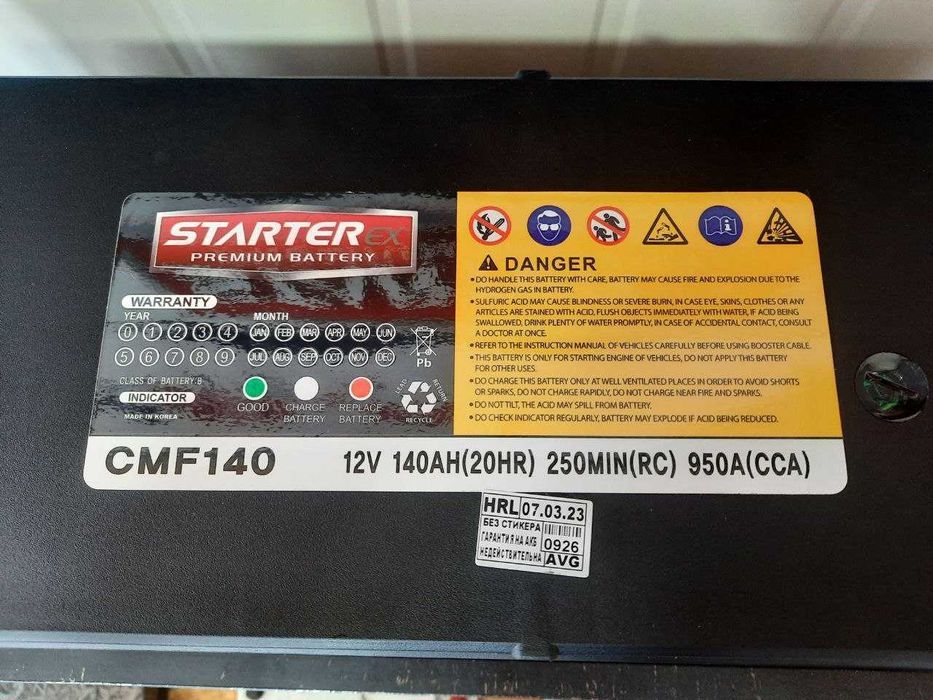 STARTER EX
PREMIUM BATTERY
WARRANTY
YEAR MONTH
0 1 2 3 4 JAN FEB MAR APR MAY JUN
5 6 7 8 9 JUL AUG SEP OCT NOV DEC
Pb
CLASS OF BATTERY:B
INDICATOR
MADE IN KOREA
GOOD
CHARGE
BATTERY
REPLACE
BATTERY
LEAD RETURN
RECYCLE
DANGER
• DO HANDLE THIS BATTERY WITH CARE, BATTERY MAY CAUSE FIRE AND EXPLOSION DUE TO THE
HYDROGEN GAS IN BATTERY.
• SULFURIC ACID MAY CAUSE BLINDNESS OR SEVERE BURN, IN CASE EYE, SKINS, CLOTHES OR ANY
ARTICLES ARE STAINED WITH ACID, FLUSH OBJECTS IMMEDIATELY WITH WATER, IF ACID BEING
SWALLOWED, DRINK PLENTY OF WATER PROMPTLY, IN CASE OF ACCIDENTAL CONTACT, CONSULT
A DOCTOR AT ONCE.
• REFER TO THE INSTRUCTION MANUAL OF VEHICLES CAREFULLY BEFORE USING BOOSTER CABLE.
• THIS BATTERY IS ONLY FOR STARTING ENGINE OF VEHICLES, DO NOT APPLY THIS BATTERY
FOR OTHER USES.
• DO CHARGE THIS BATTERY ONLY AT WELL VENTILATED PLACES IN ORDER TO AVOID SHORTS
OR SPARKS, DO NOT CHARGE RAPIDLY, DO NOT CHARGE NEAR FIRE AND SPARKS.
• DO NOT TILT, THE ACID MAY SPILL FROM BATTERY.
• DO CHECK INDICATOR REGULARLY, BATTERY MAY EXPLODE IF ACID BEING REDUCED.
CMF140 12V 140AH(20HR) 250MIN(RC) 950A(CCA)
HRL 07.03.23
БЕЗ СТИКЕРА
ГАРАНТИЯ НА АКБ 0926
НЕДЕЙСТВИТЕЛЬНА AVG